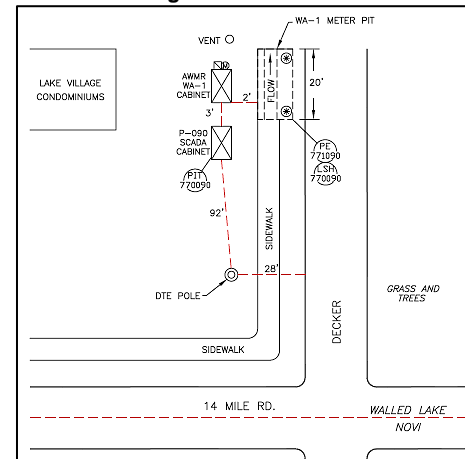 WA-1 METER PIT
VENT
LAKE VILLAGE
CONDOMINIUMS
AWMR
WA-1
CABINET
2'
FLOW
20'
3'
P-090
SCADA
CABINET
PIT
770090
PE
771090
LSH
770090
92'
SIDEWALK
28'
DTE POLE
GRASS AND
TREES
DECKER
SIDEWALK
14 MILE RD.
WALLED LAKE
NOVI